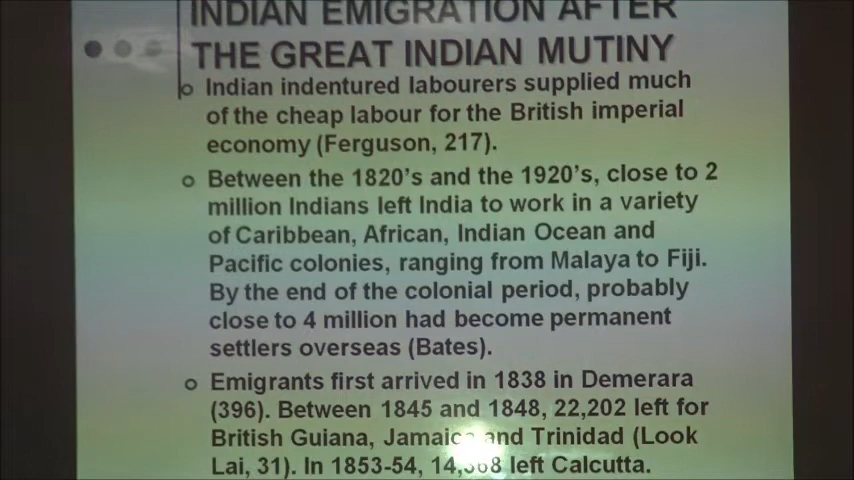 INDIAN EMIGRATION AFTER
THE GREAT INDIAN MUTINY
Indian indentured labourers supplied much
of the cheap labour for the British imperial
economy (Ferguson, 217).
Between the 1820's and the 1920's, close to 2
million Indians left India to work in a variety
of Caribbean, African, Indian Ocean and
Pacific colonies, ranging from Malaya to Fiji.
By the end of the colonial period, probably
close to 4 million had become permanent
settlers overseas (Bates).
Emigrants first arrived in 1838 in Demerara
(396). Between 1845 and 1848, 22,202 left for
British Guiana, Jamaica and Trinidad (Look
Lai, 31). In 1853-54, left Calcutta.